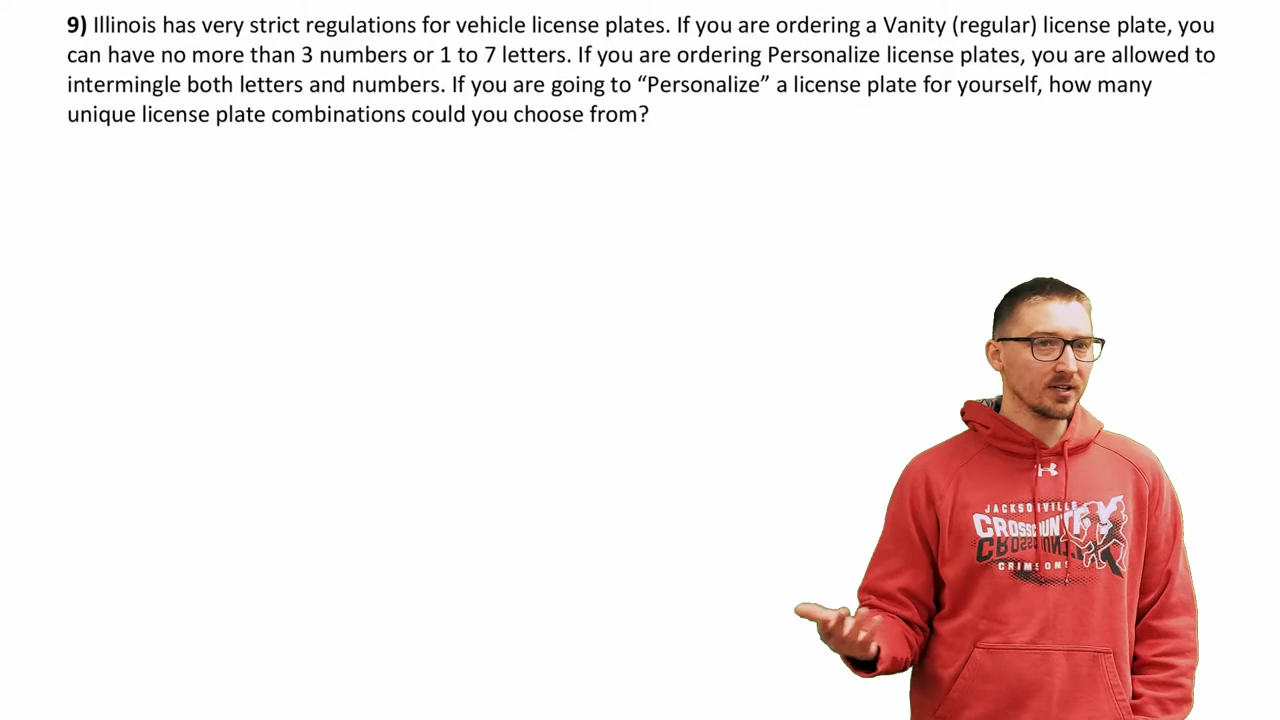 9) Illinois has very strict regulations for vehicle license plates. If you are ordering a Vanity (regular) license plate, you
can have no more than 3 numbers or 1 to 7 letters. If you are ordering Personalize license plates, you are allowed to
intermingle both letters and numbers. If you are going to “Personalize” a license plate for yourself, how many
unique license plate combinations could you choose from?
JACKSONVILLE
CROSS COUNTRY
CRIMSONS